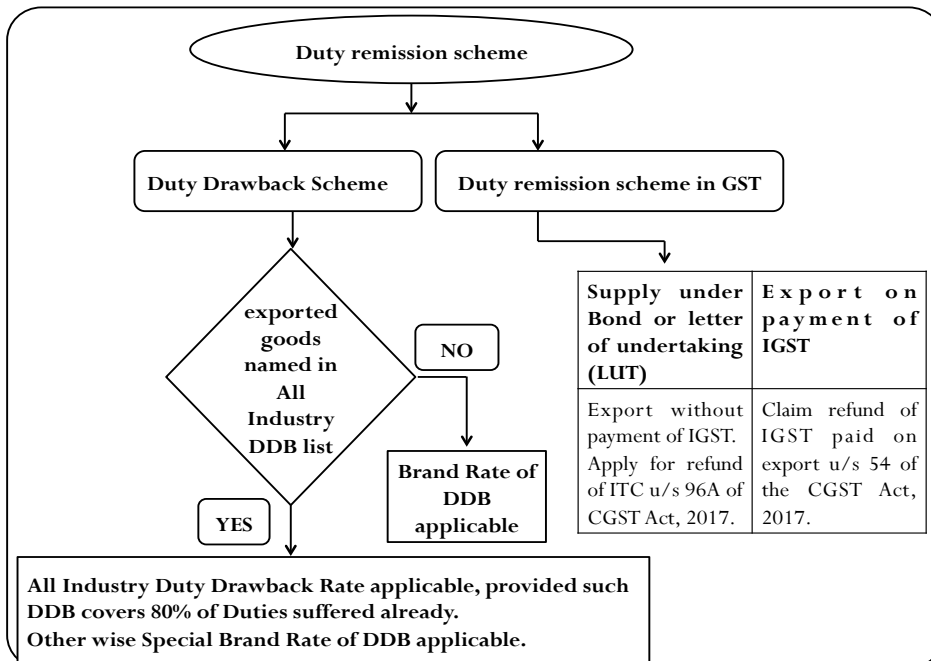 Duty remission scheme
Duty Drawback Scheme
Duty remission scheme in GST
exported
goods
named in
All
Industry
DDB list
NO
YES
Brand Rate of
DDB
applicable
Supply under
Bond or letter
of undertaking
(LUT)
Export on
payment of
IGST
Export without
payment of IGST.
Apply for refund
of ITC u/s 96A of
CGST Act, 2017.
Claim refund of
IGST paid on
export u/s 54 of
the CGST Act,
2017.
All Industry Duty Drawback Rate applicable, provided such
DDB covers 80% of Duties suffered already.
Other wise Special Brand Rate of DDB applicable.